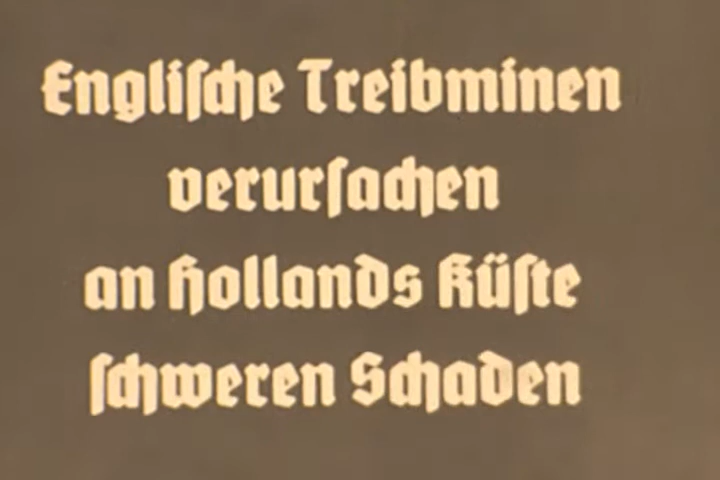 Engliſche Treibminen
verurſachen
an Hollands Küſte
ſchweren Schaden